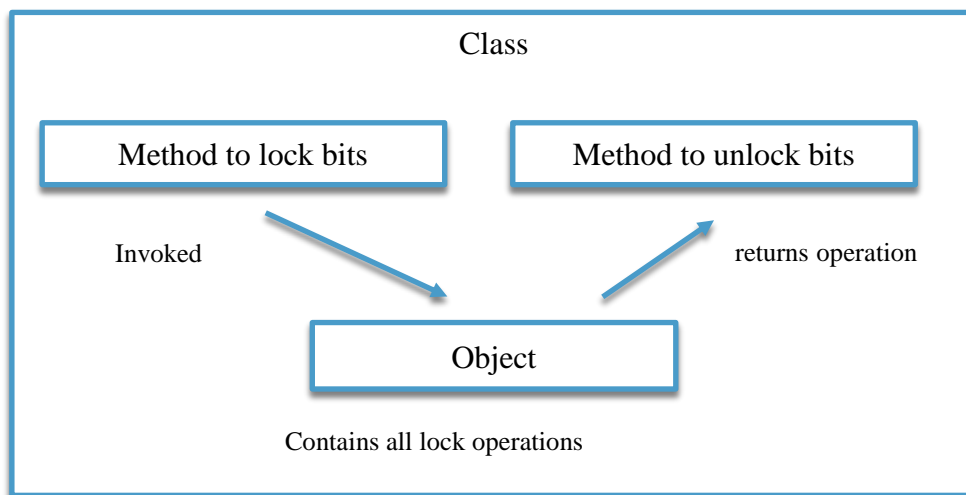 Class
Method to lock bits
Method to unlock bits
Invoked
returns operation
Object
Contains all lock operations